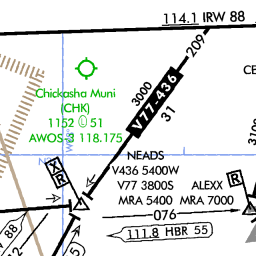 114.1 IRW 88
209
CE
3000
V77-436
31
Chickasha Muni
(CHK)
1152 51
AWOS-3 118.175
3100
NEADS
V436 5400W
V77 3800S
MRA 5400
ALEXX
MRA 7000
R
X
R
076
111.8 HBR 55
88